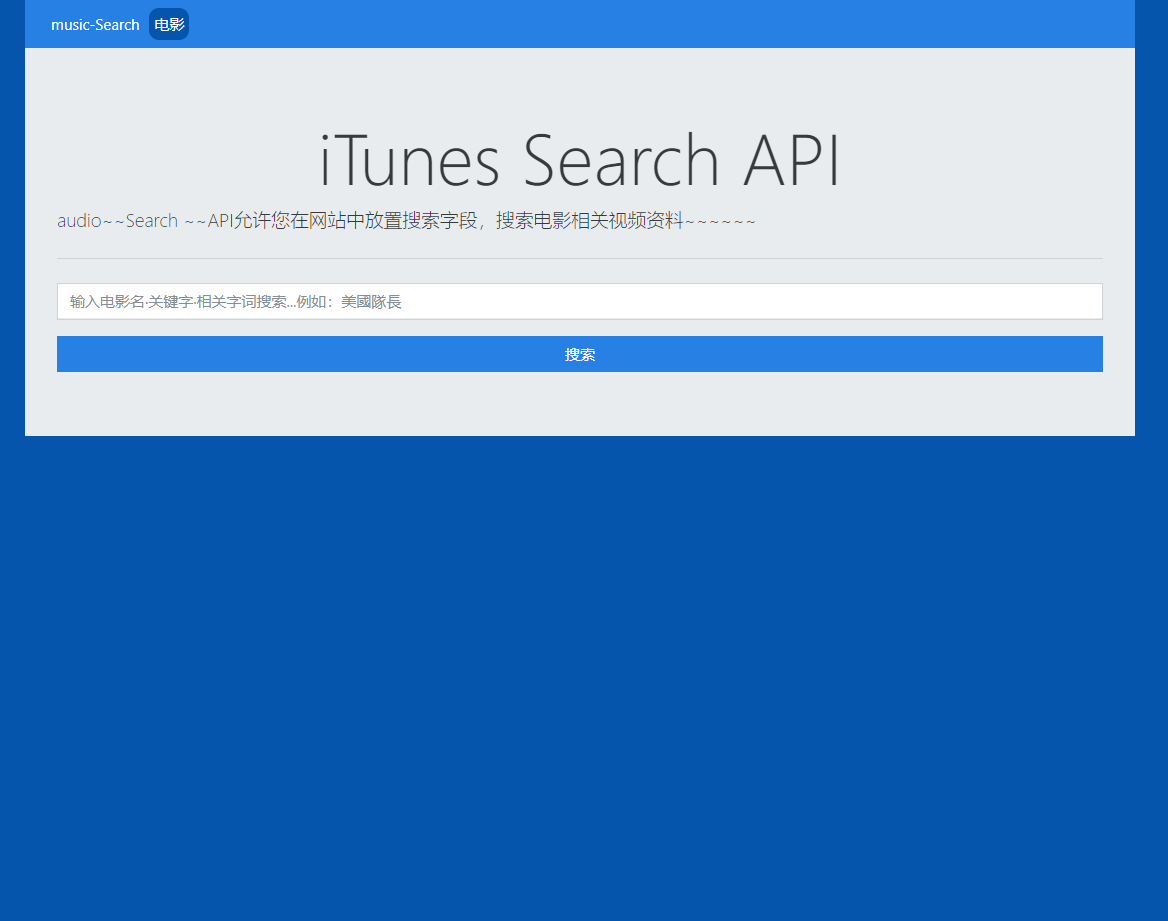 music-Search 电影
iTunes Search API
audio~~Search ~~API允许您在网站中放置搜索字段，搜索电影相关视频资料~~~~~~
输入电影名·关键字·相关字词搜索...例如：美國隊長
搜索